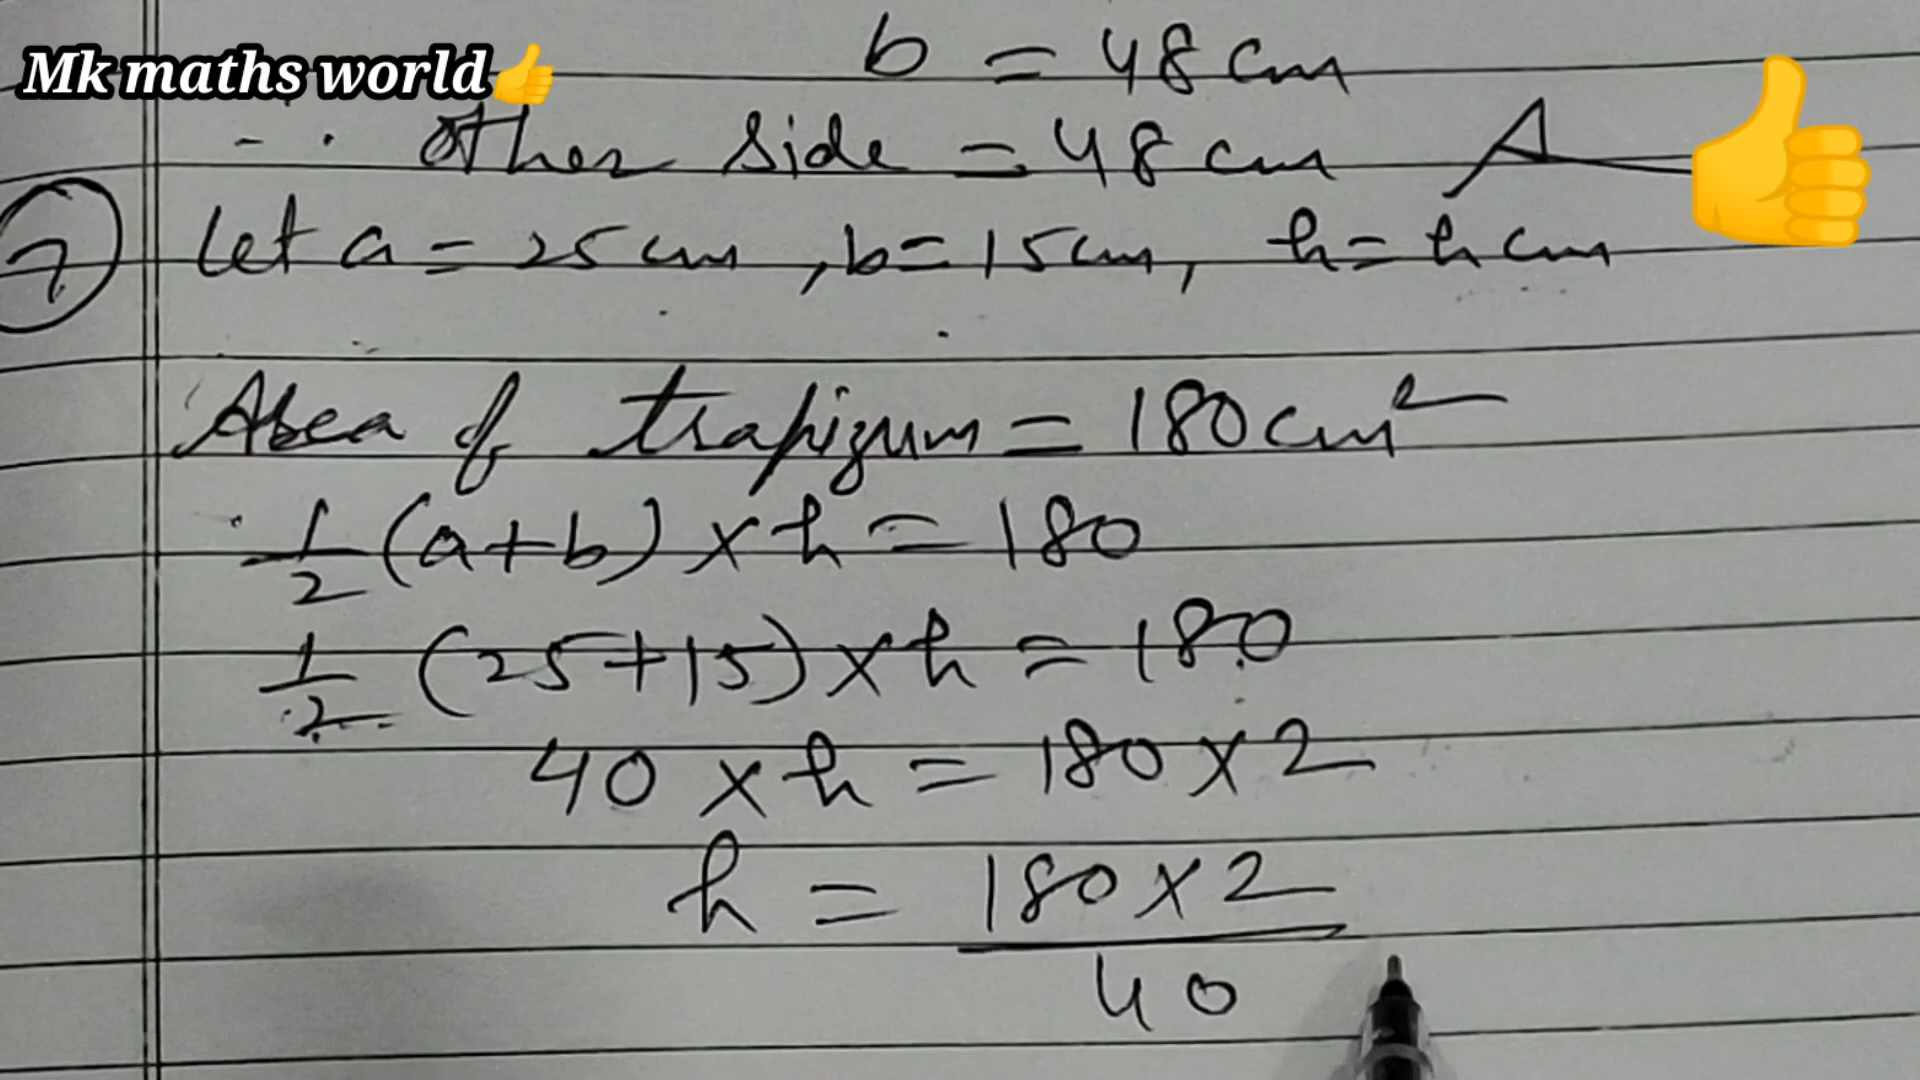 b = 48 cm
Mk maths world
∴ Other side = 48 cm A
7 Let a = 25 cm, b = 15 cm, h = h cm
Area of trapizum = 180 cm²
1/2 (a+b) × h = 180
1/2 (25+15) × h = 180
40 × h = 180 × 2
h = 180 × 2
40